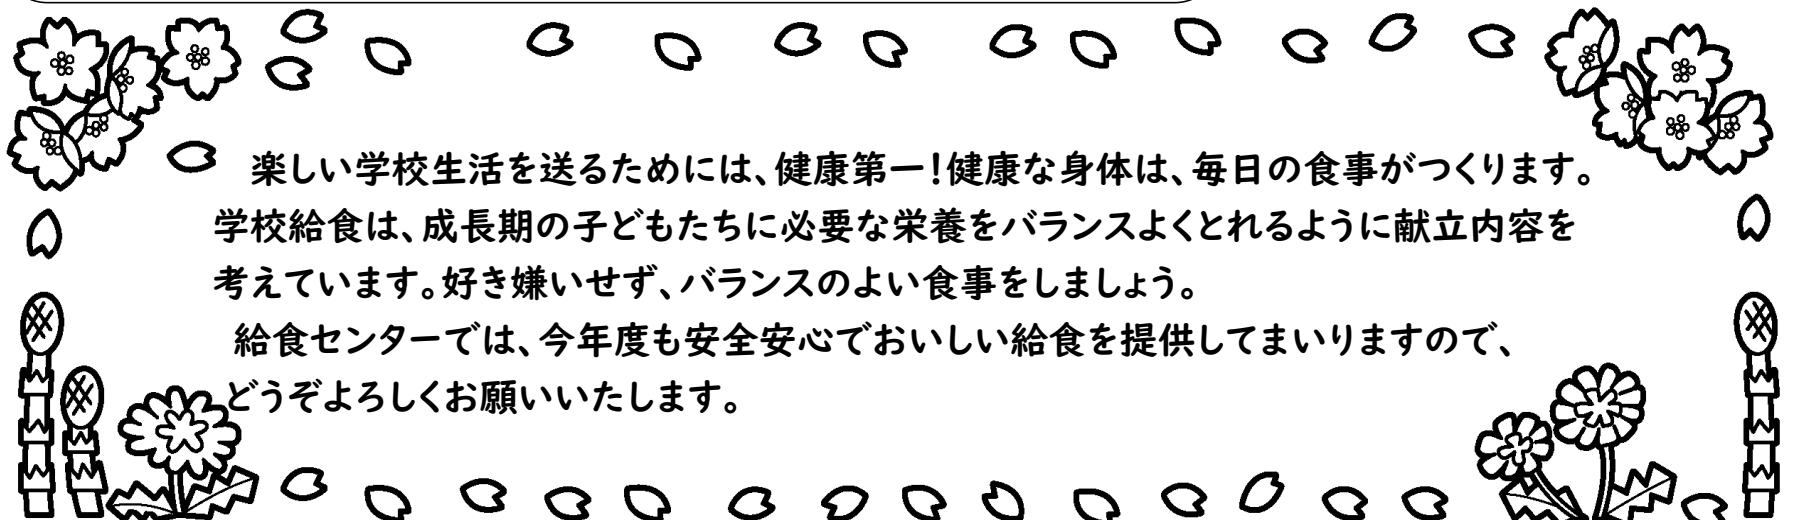 楽しい学校生活を送るためには、健康第一!健康な身体は、毎日の食事がつくります。
学校給食は、成長期の子どもたちに必要な栄養をバランスよくとれるように献立内容を
考えています。好き嫌いせず、バランスのよい食事をしましょう。
給食センターでは、今年度も安全安心でおいしい給食を提供してまいりますので、
どうぞよろしくお願いいたします。